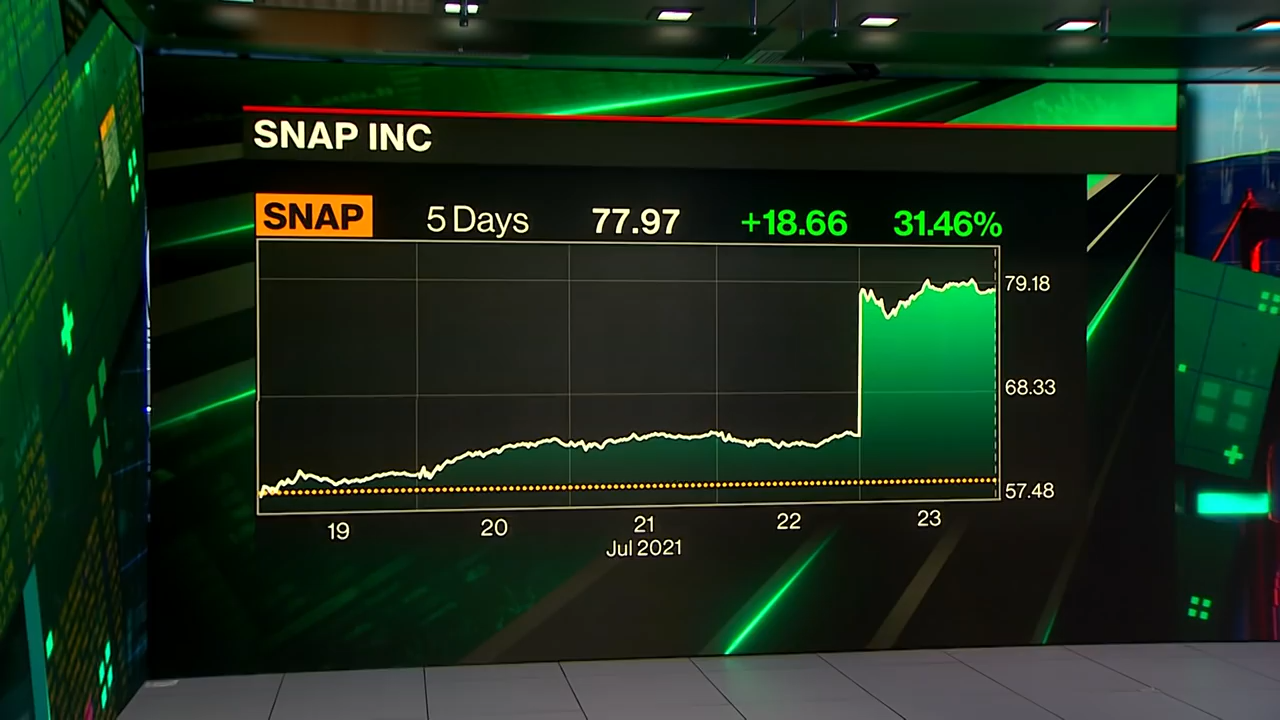 SNAP INC
SNAP 5 Days 77.97 +18.66 31.46%
79.18
68.33
57.48
19 20 21 22 23
Jul 2021